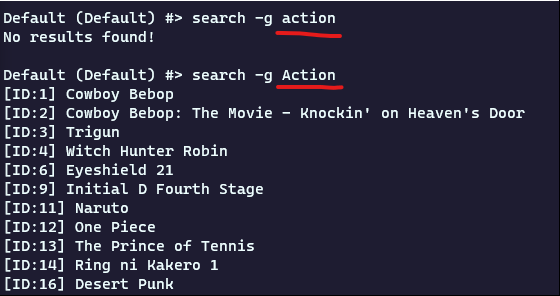 Default (Default) #> search -g action
No results found!
Default (Default) #> search -g Action
[ID:1] Cowboy Bebop
[ID:2] Cowboy Bebop: The Movie - Knockin' on Heaven's Door
[ID:3] Trigun
[ID:4] Witch Hunter Robin
[ID:6] Eyeshield 21
[ID:9] Initial D Fourth Stage
[ID:11] Naruto
[ID:12] One Piece
[ID:13] The Prince of Tennis
[ID:14] Ring ni Kakero 1
[ID:16] Desert Punk